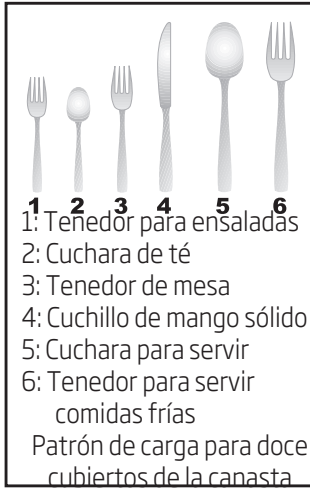 1 2 3 4 5 6
1: Tenedor para ensaladas
2: Cuchara de té
3: Tenedor de mesa
4: Cuchillo de mango sólido
5: Cuchara para servir
6: Tenedor para servir
comidas frías
Patrón de carga para doce
cubiertos de la canasta